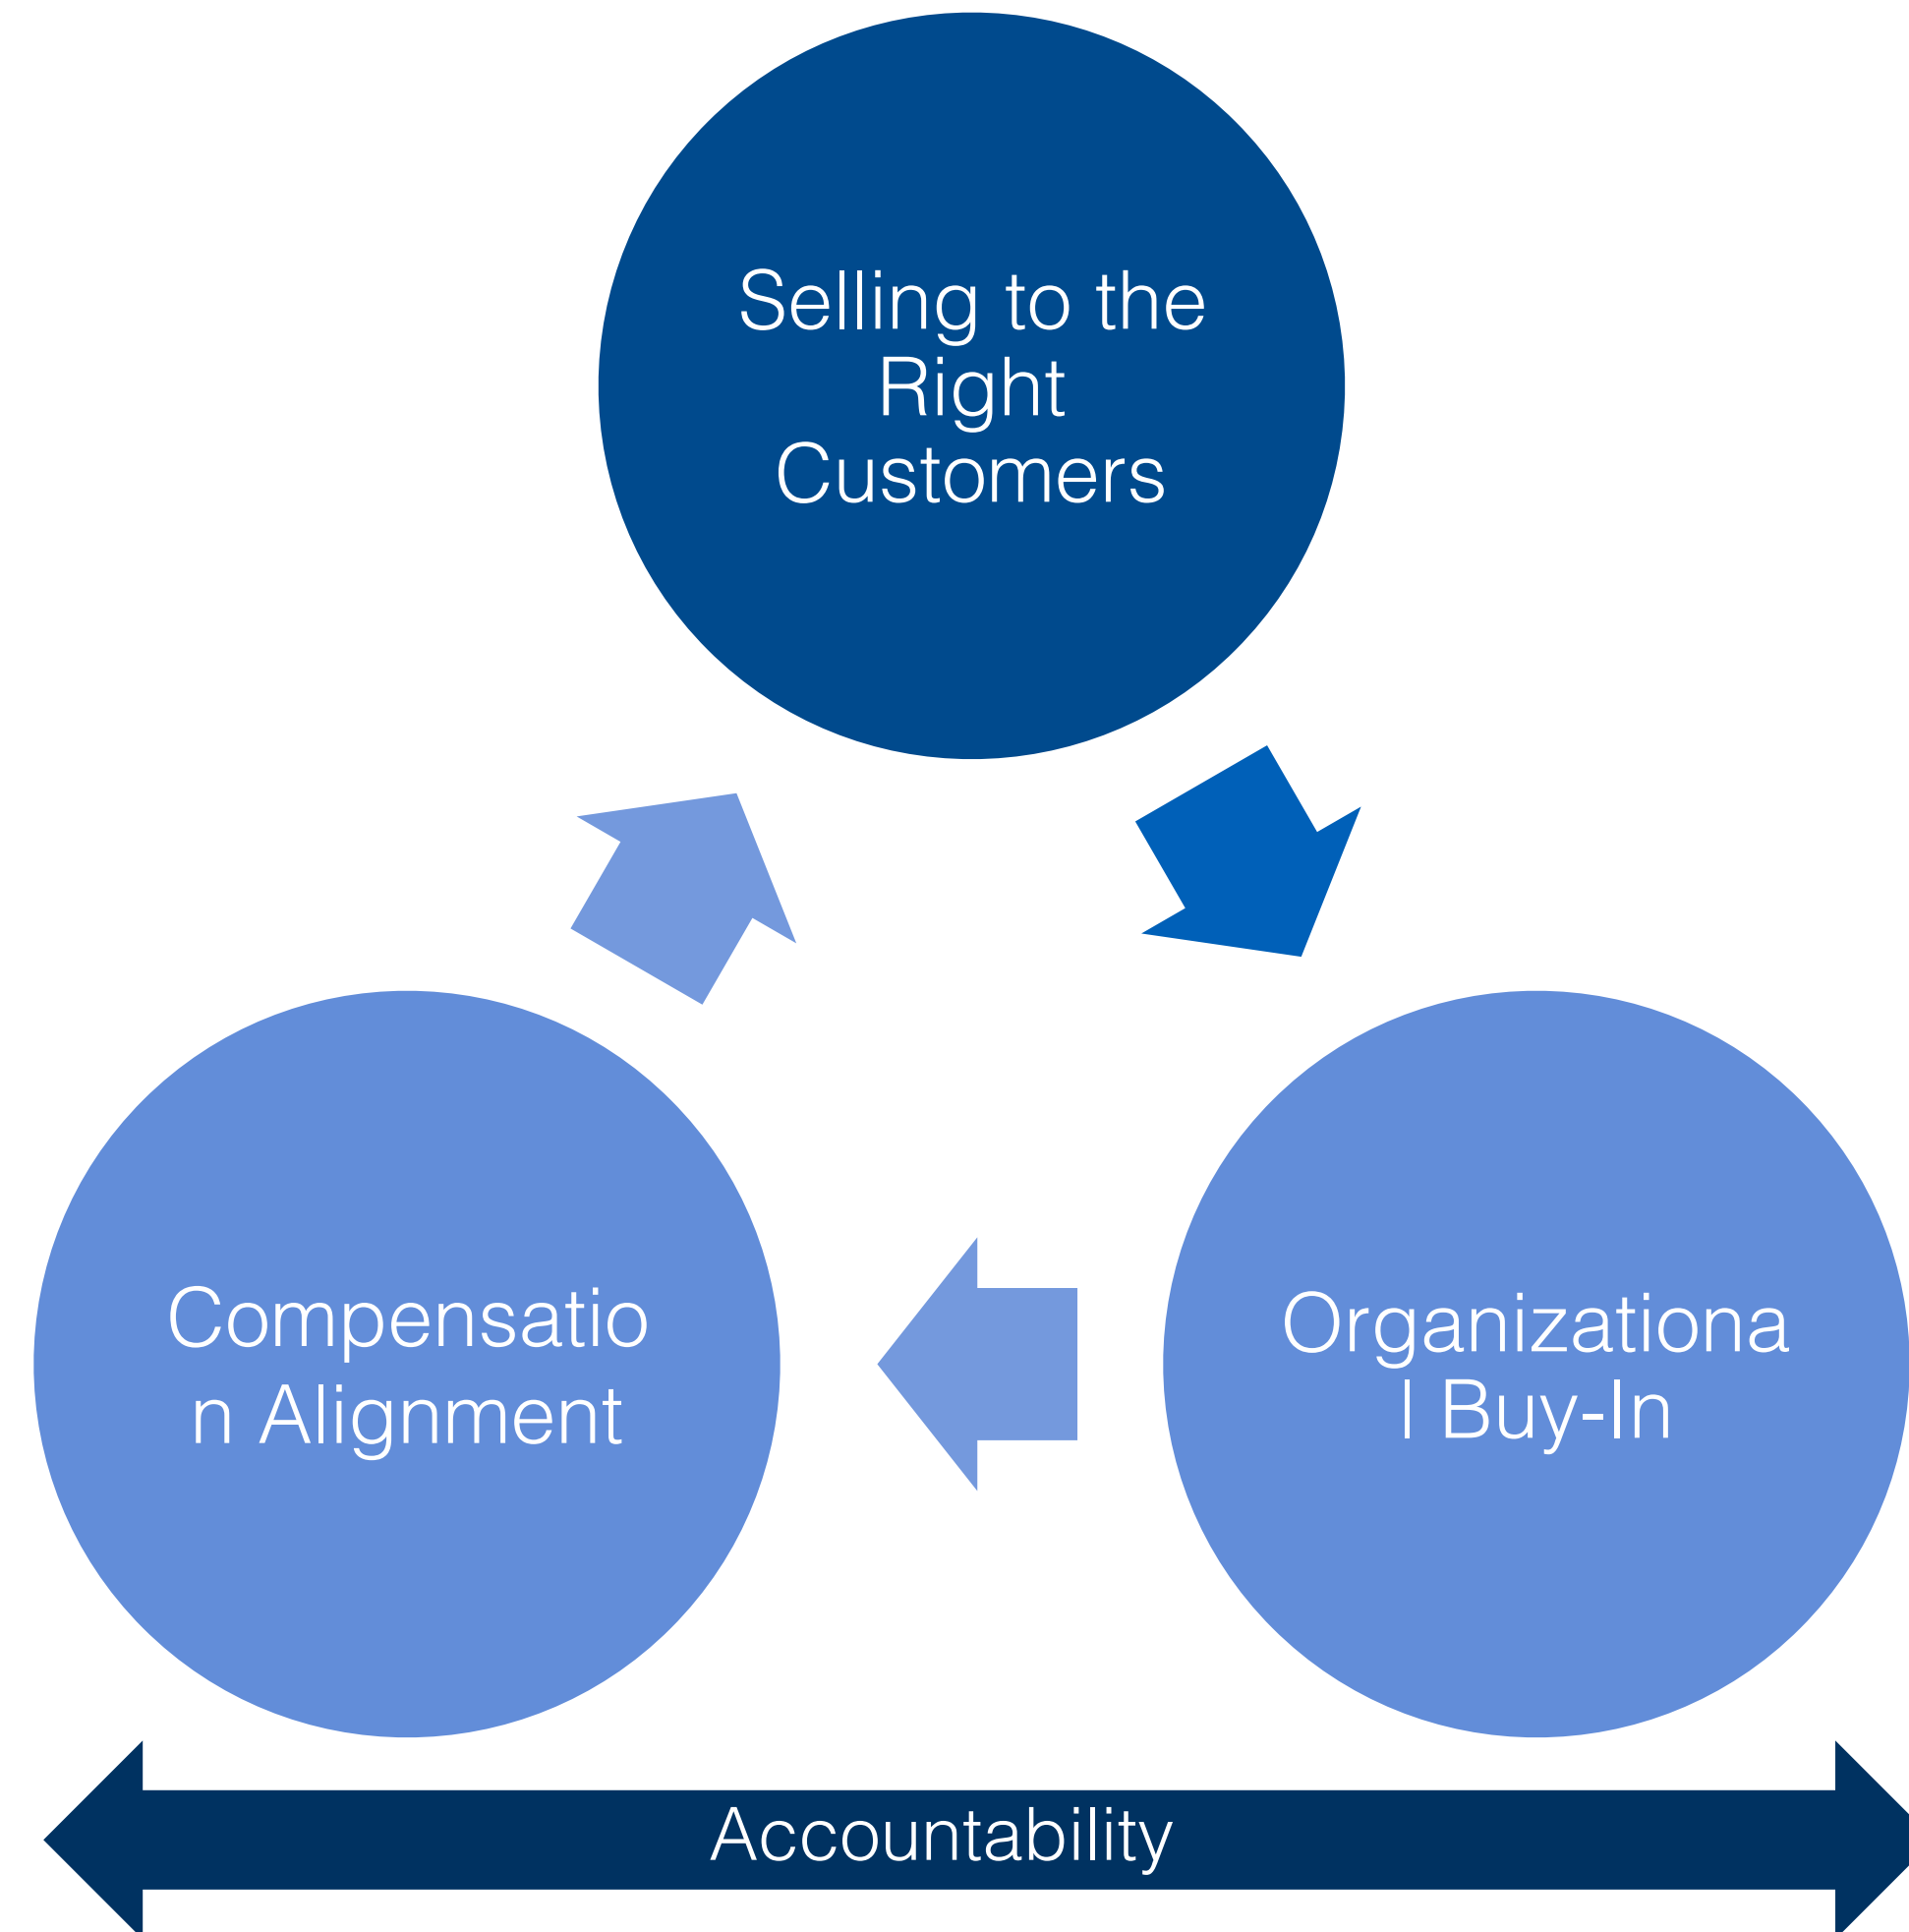 Selling to the
Right
Customers
Compensatio
n Alignment
Organizationa
l Buy-In
Accountability